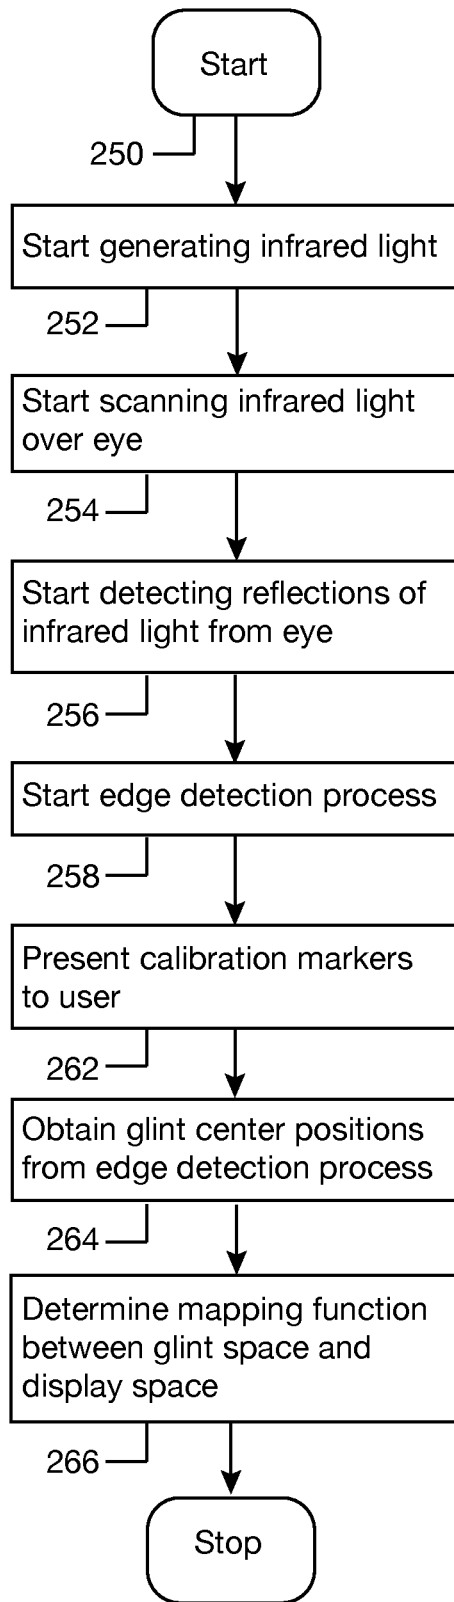 Start
250
Start generating infrared light
252
Start scanning infrared light
over eye
254
Start detecting reflections of
infrared light from eye
256
Start edge detection process
258
Present calibration markers
to user
262
Obtain glint center positions
from edge detection process
264
Determine mapping function
between glint space and
display space
266
Stop